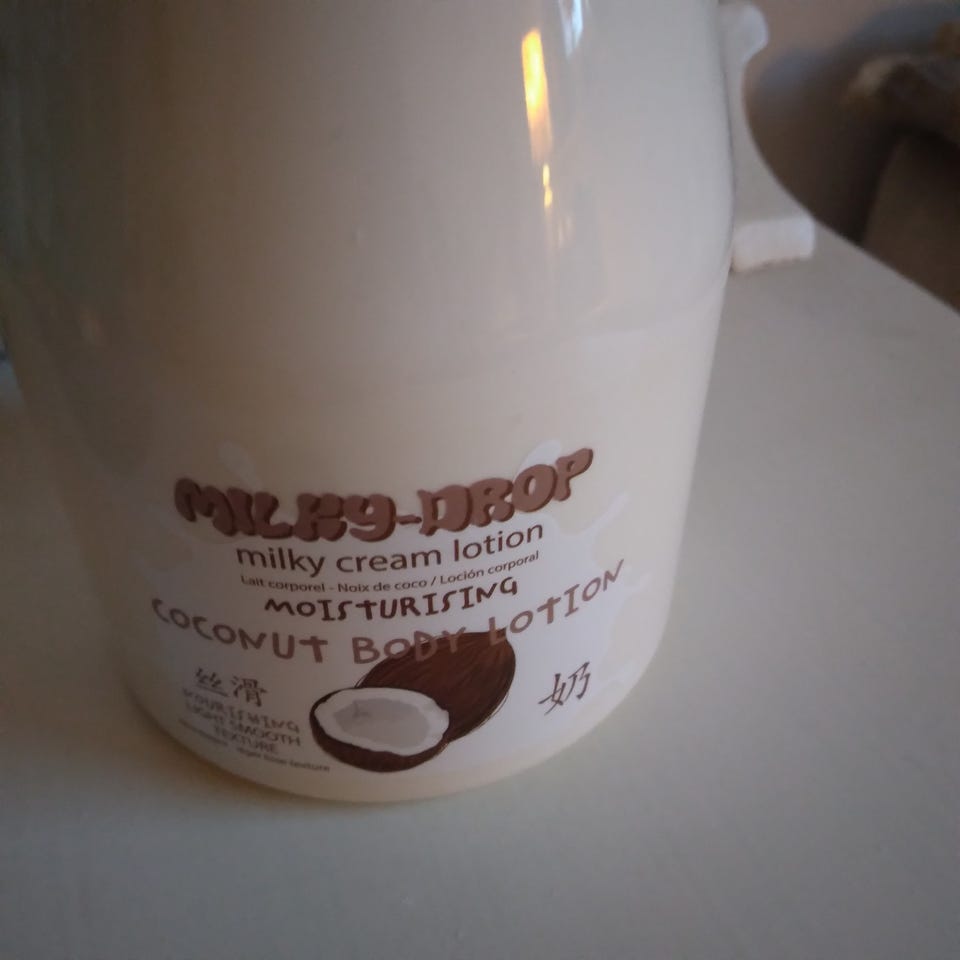 MILKY-DROP
milky cream lotion
Lait corporel - Noix de coco / Loción corporal
MOISTURISING
COCONUT BODY LOTION
丝滑
奶
NOURISHING
LIGHT SMOOTH
TEXTURE
texture